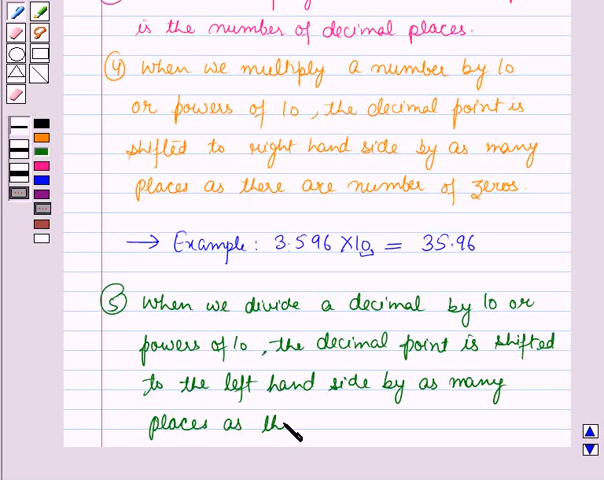 is the number of decimal places.
④ When we multiply a number by 10
or powers of 10, the decimal point is
shifted to right hand side by as many
places as there are number of zeros.
→ Example: 3.596 X 10 = 35.96
⑤ When we divide a decimal by 10 or
powers of 10, the decimal point is shifted
to the left hand side by as many
places as th